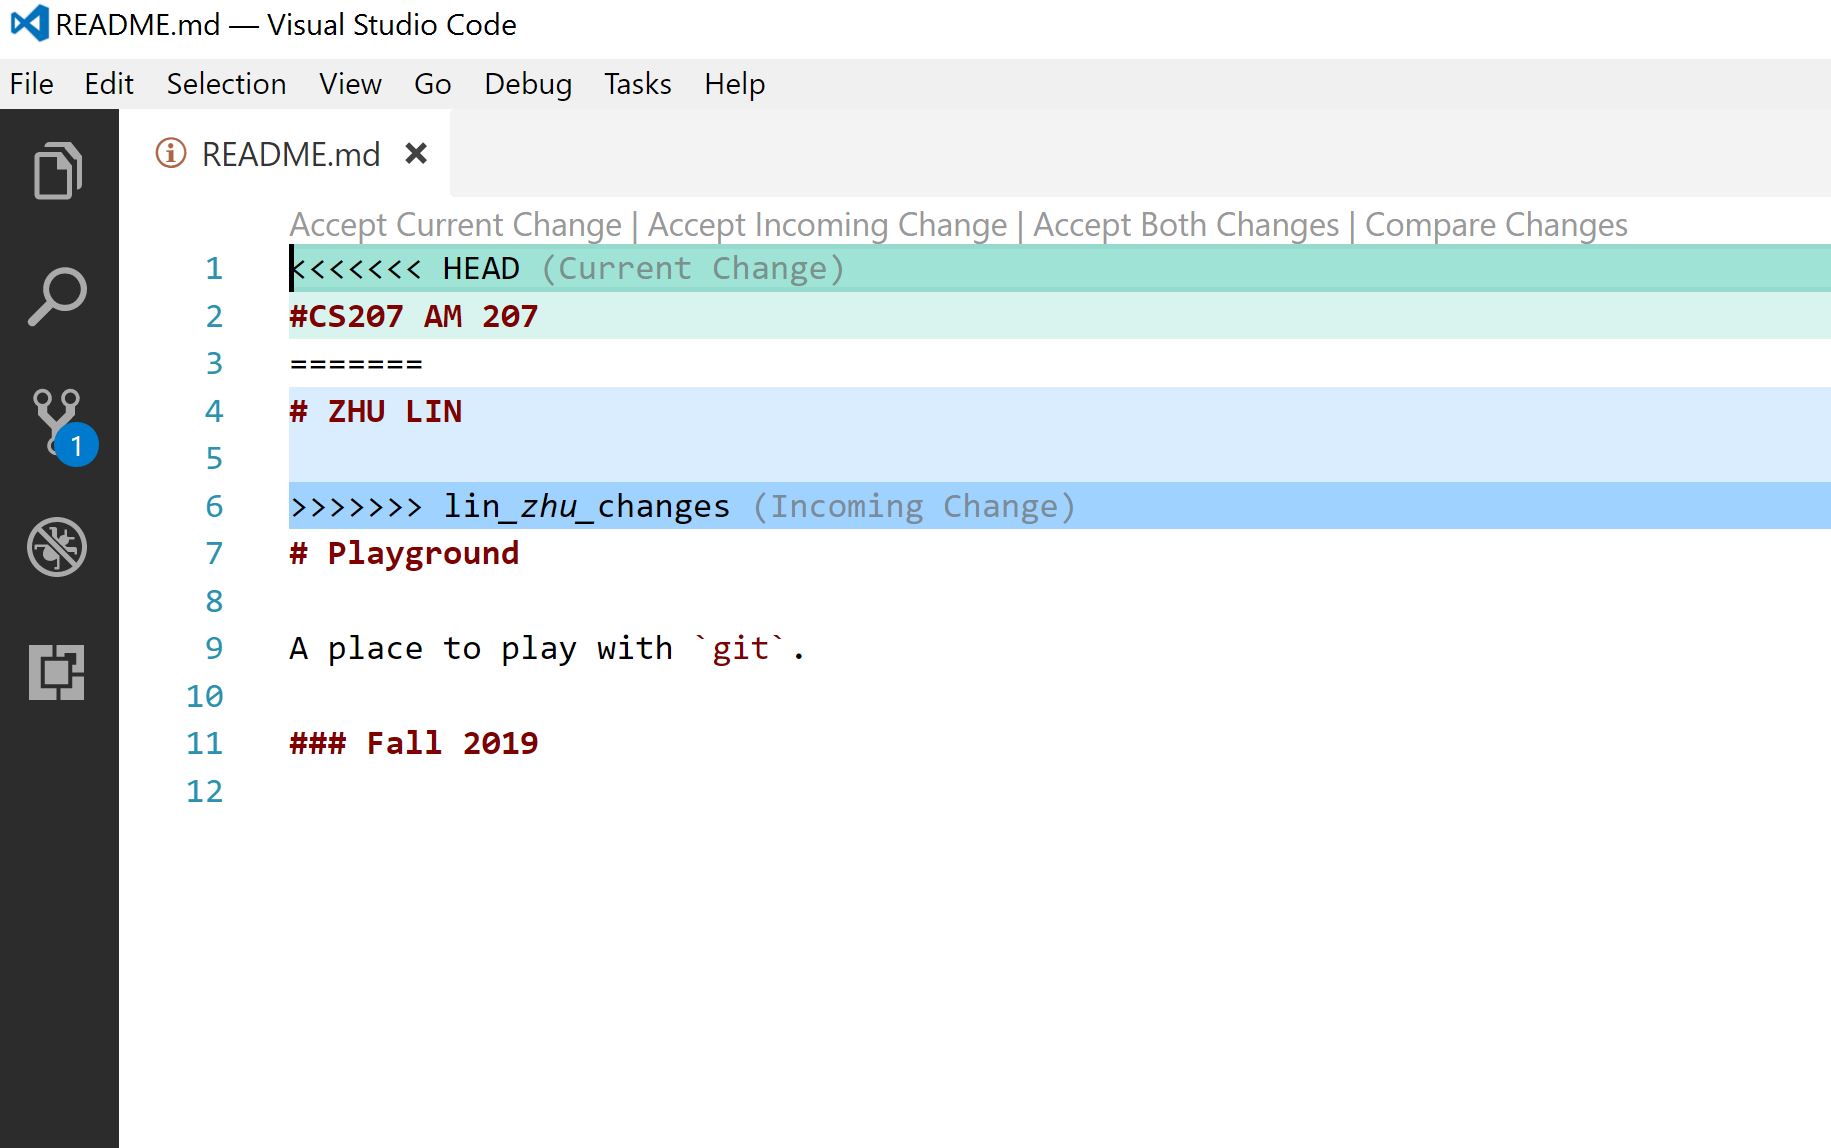 README.md — Visual Studio Code
File Edit Selection View Go Debug Tasks Help
README.md
Accept Current Change | Accept Incoming Change | Accept Both Changes | Compare Changes
1 <<<<<<< HEAD (Current Change)
2 #CS207 AM 207
3 =======
4 # ZHU LIN
5
6 >>>>>>> lin_zhu_changes (Incoming Change)
7 # Playground
8
9 A place to play with `git`.
10
11 ### Fall 2019
12
1